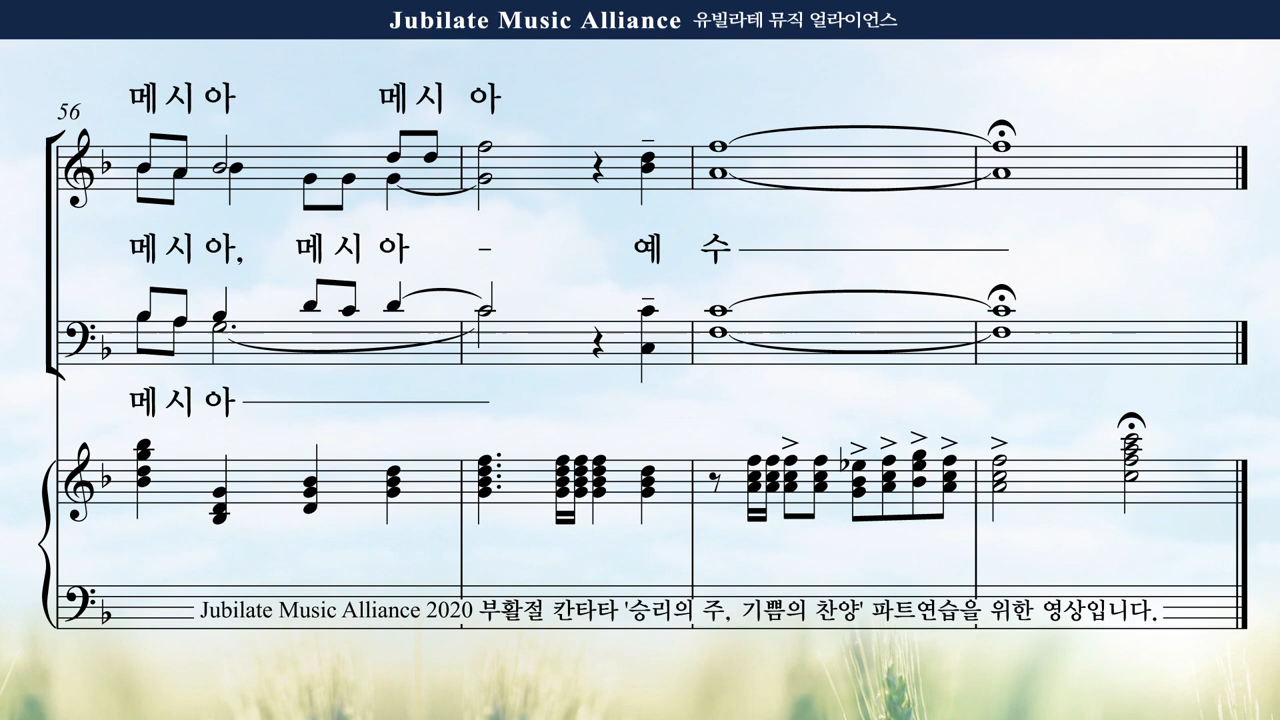 Jubilate Music Alliance 유빌라테 뮤직 얼라이언스
메시아 메시 아
56
메시아, 메시아 - 예 수
메시아
Jubilate Music Alliance 2020 부활절 칸타타 '승리의 주, 기쁨의 찬양' 파트연습을 위한 영상입니다.